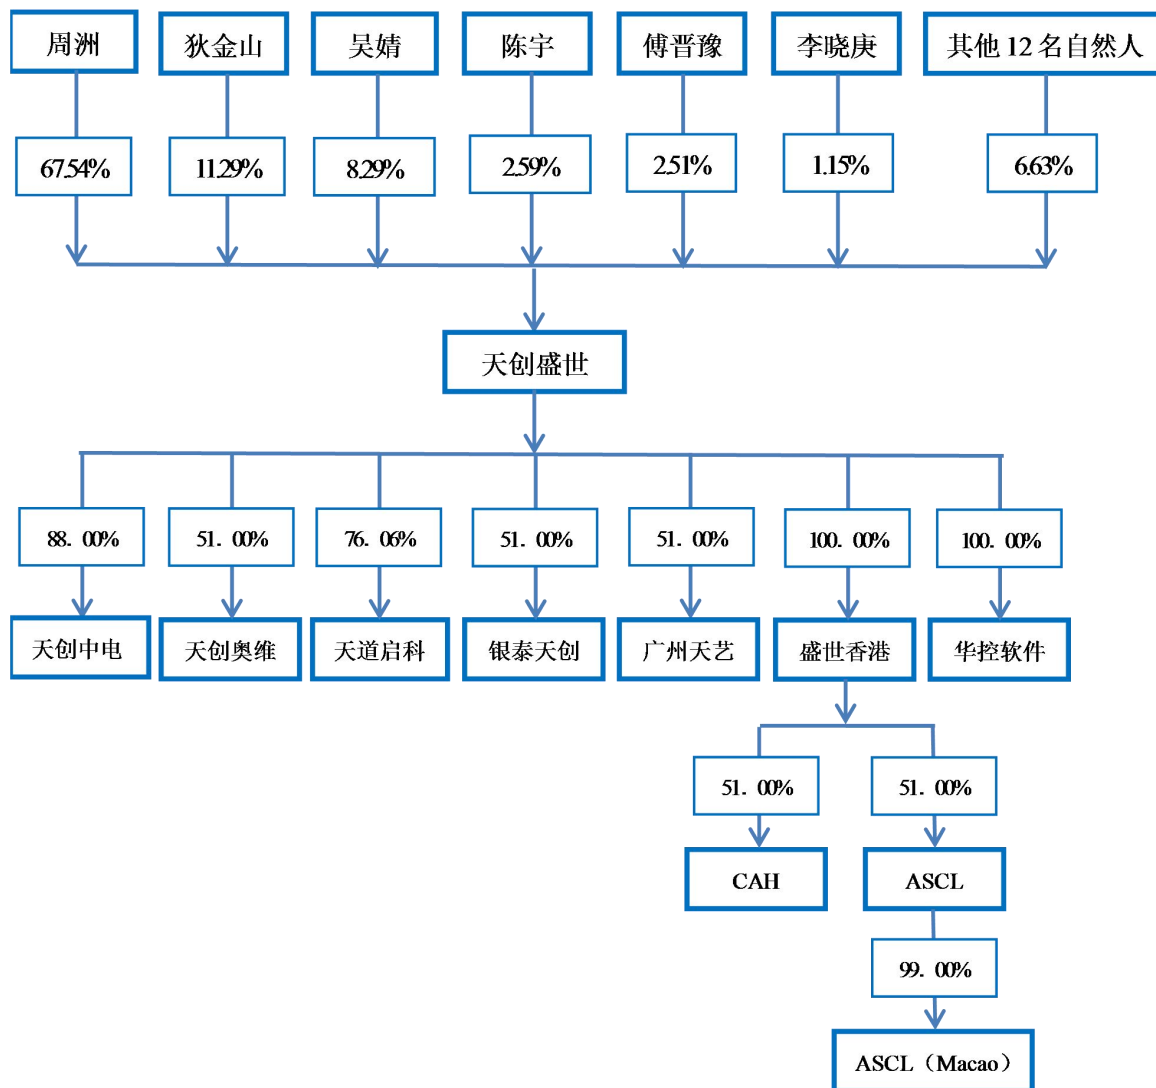 周洲 狄金山 吴婧 陈宇 傅晋豫 李晓庚 其他 12 名自然人
67.54% 11.29% 8.29% 2.59% 2.51% 1.15% 6.63%
天创盛世
88.00% 51.00% 76.06% 51.00% 51.00% 100.00% 100.00%
天创中电 天创奥维 天道启科 银泰天创 广州天艺 盛世香港 华控软件
51.00% 51.00%
CAH ASCL
99.00%
ASCL（Macao）